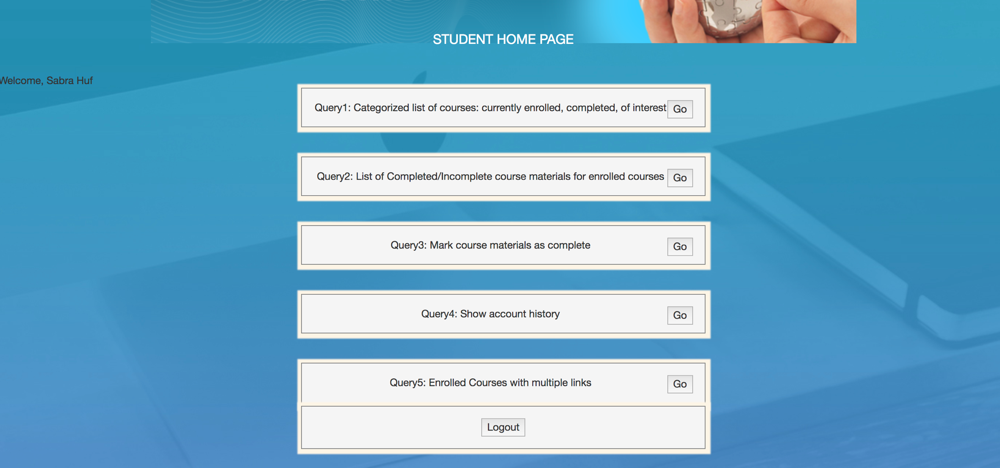 STUDENT HOME PAGE
Welcome, Sabra Huf
Query1: Categorized list of courses: currently enrolled, completed, of interest Go
Query2: List of Completed/Incomplete course materials for enrolled courses Go
Query3: Mark course materials as complete Go
Query4: Show account history Go
Query5: Enrolled Courses with multiple links Go
Logout